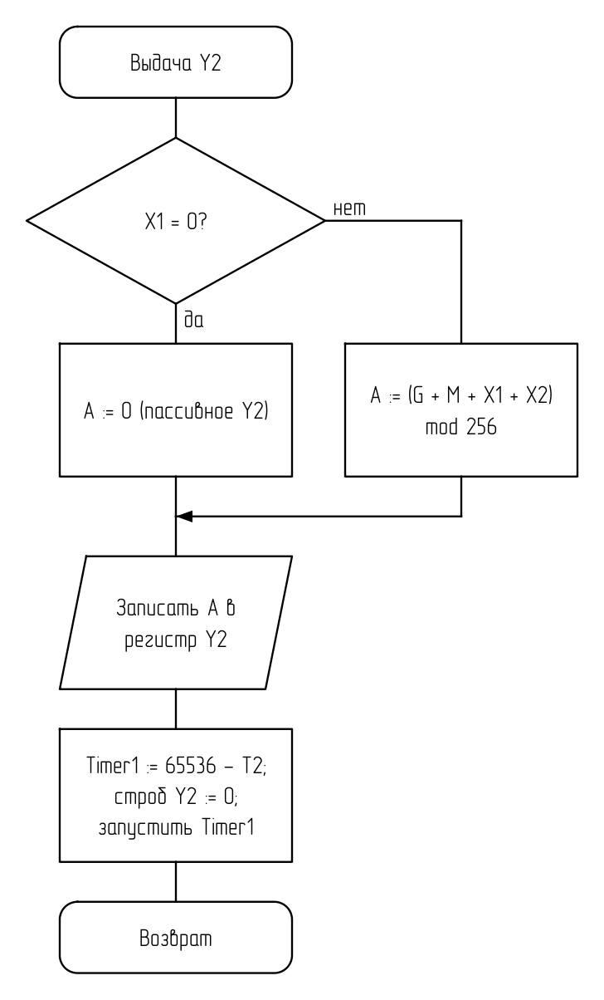 Выдача Y2
X1 = 0?
нет
да
A := 0 (пассивное Y2)
A := (G + M + X1 + X2)
mod 256
Записать A в
регистр Y2
Timer1 := 65536 – T2;
строб Y2 := 0;
запустить Timer1
Возврат